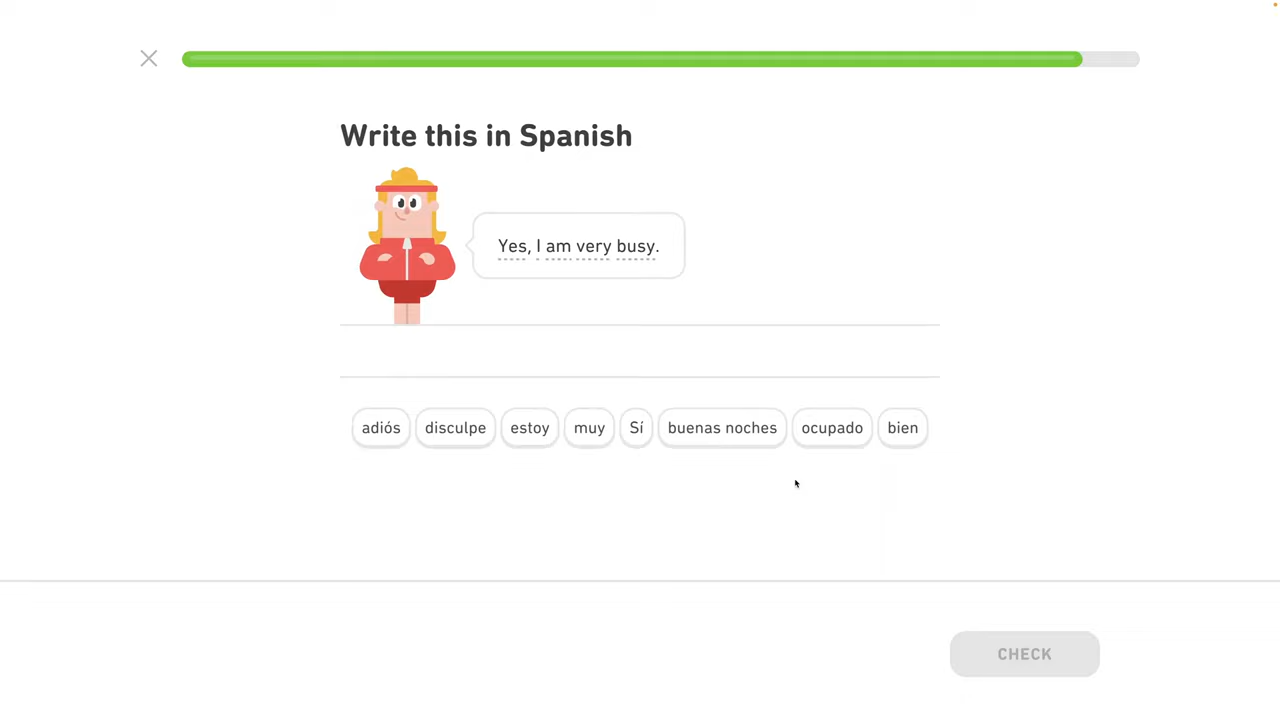 Write this in Spanish
Yes, I am very busy.
adiós disculpe estoy muy Sí buenas noches ocupado bien
CHECK